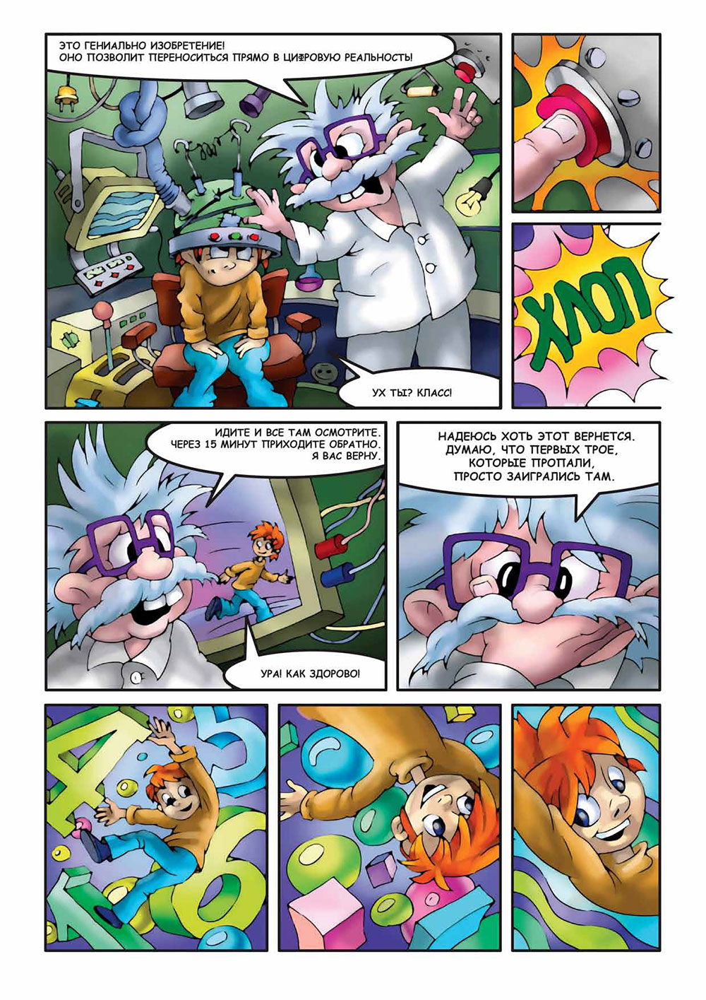 ЭТО ГЕНИАЛЬНО ИЗОБРЕТЕНИЕ!
ОНО ПОЗВОЛИТ ПЕРЕНОСИТЬСЯ ПРЯМО В ЦИФРОВУЮ РЕАЛЬНОСТЬ!
УХ ТЫ? КЛАСС!
ХЛОП
ИДИТЕ И ВСЕ ТАМ ОСМОТРИТЕ.
ЧЕРЕЗ 15 МИНУТ ПРИХОДИТЕ ОБРАТНО.
Я ВАС ВЕРНУ.
УРА! КАК ЗДОРОВО!
НАДЕЮСЬ ХОТЬ ЭТОТ ВЕРНЕТСЯ.
ДУМАЮ, ЧТО ПЕРВЫХ ТРОЕ,
КОТОРЫЕ ПРОПАЛИ,
ПРОСТО ЗАИГРАЛИСЬ ТАМ.
4 3
1 6